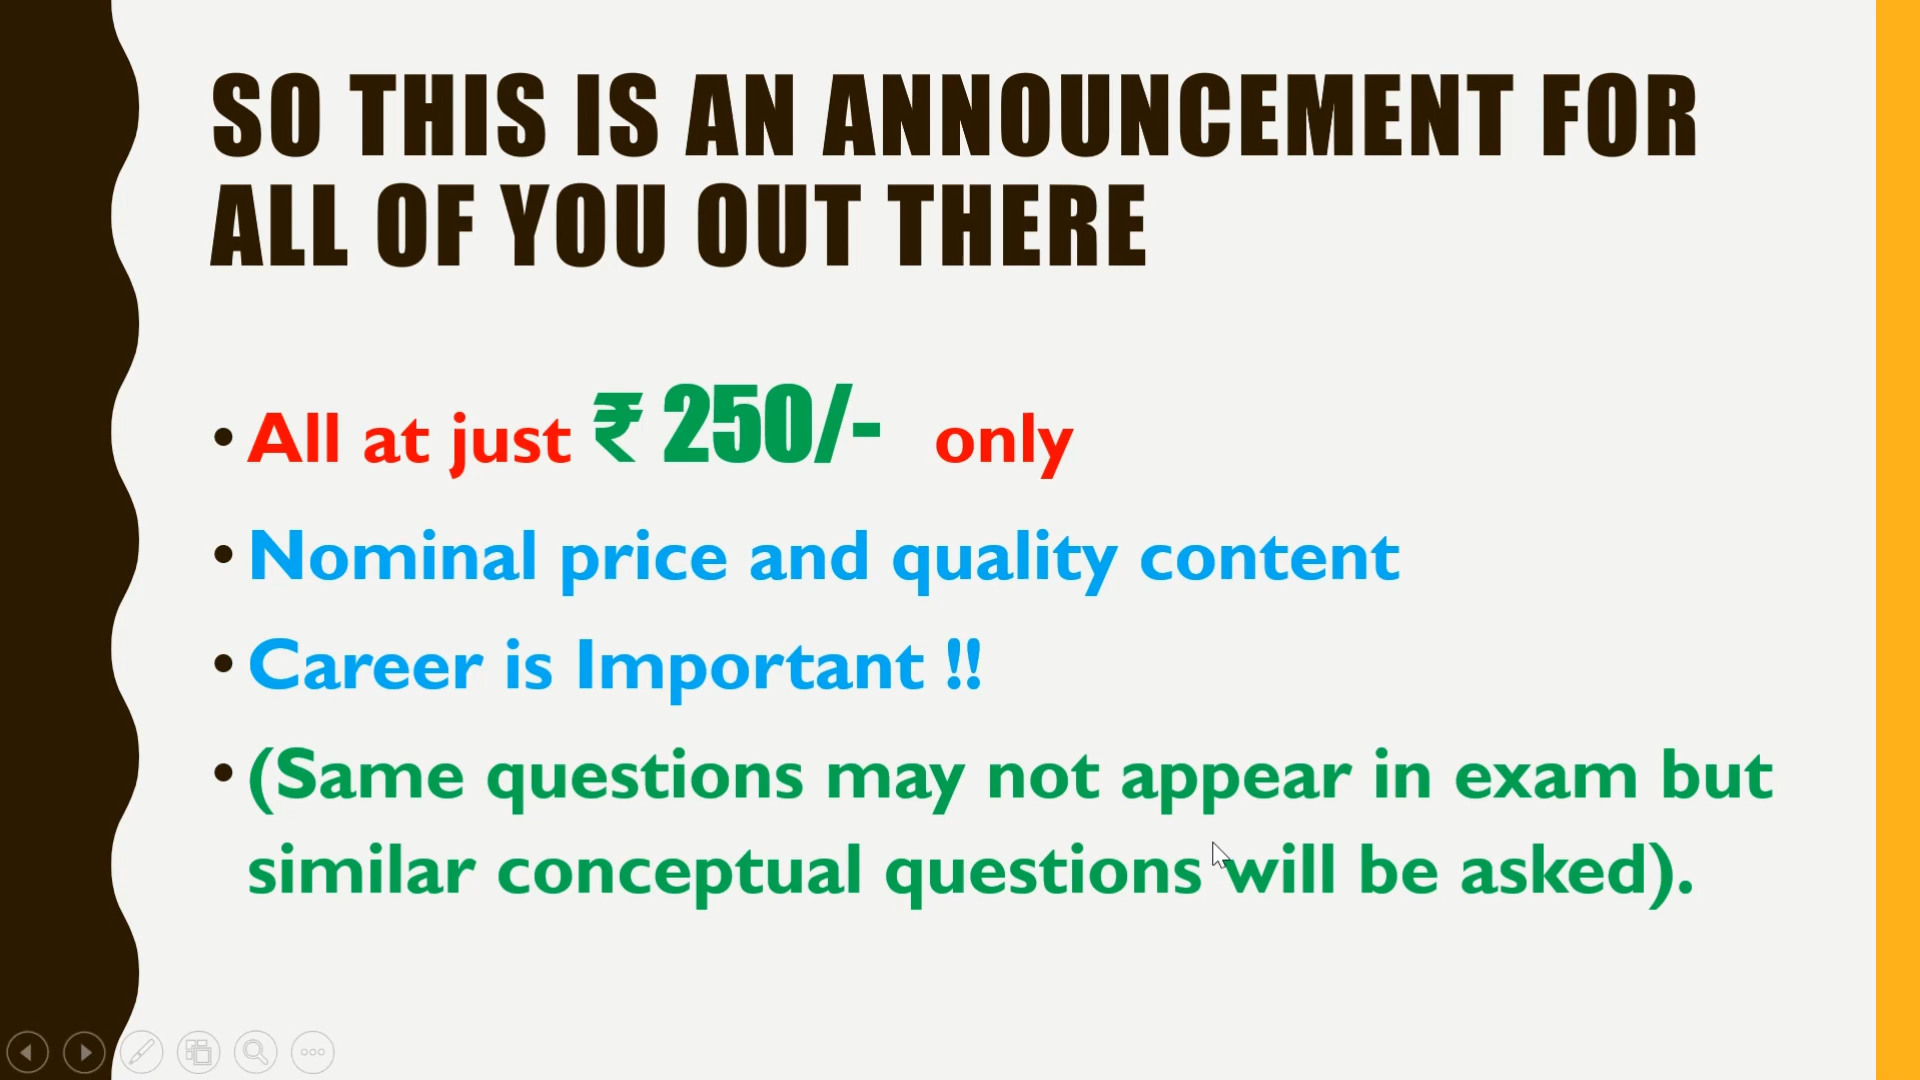 SO THIS IS AN ANNOUNCEMENT FOR
ALL OF YOU OUT THERE
• All at just ₹ 250/- only
• Nominal price and quality content
• Career is Important !!
• (Same questions may not appear in exam but
similar conceptual questions will be asked).